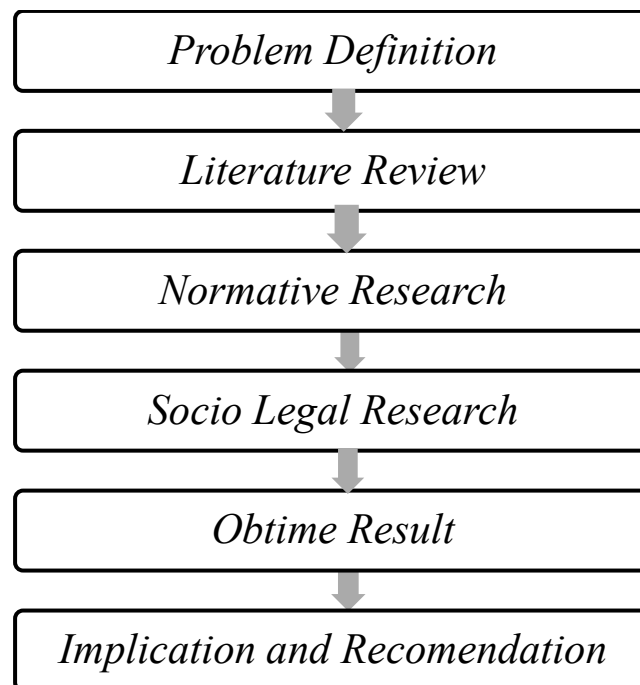 Problem Definition
Literature Review
Normative Research
Socio Legal Research
Obtime Result
Implication and Recomendation